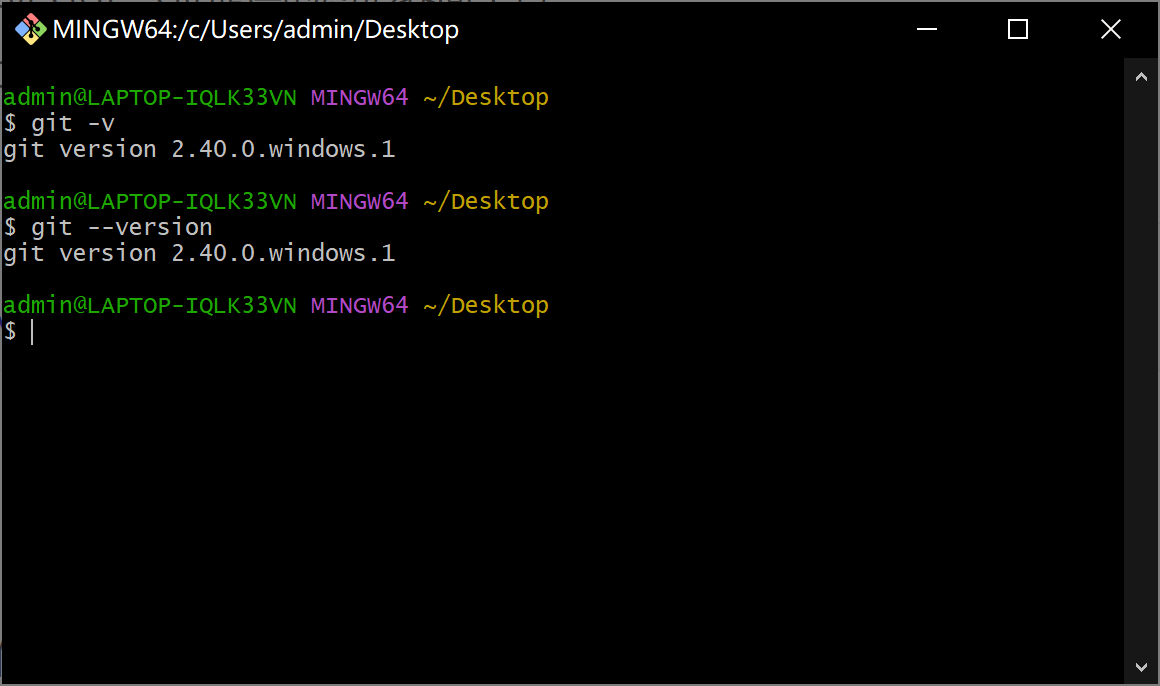 MINGW64:/c/Users/admin/Desktop
admin@LAPTOP-IQLK33VN MINGW64 ~/Desktop
$ git -v
git version 2.40.0.windows.1
admin@LAPTOP-IQLK33VN MINGW64 ~/Desktop
$ git --version
git version 2.40.0.windows.1
admin@LAPTOP-IQLK33VN MINGW64 ~/Desktop
$